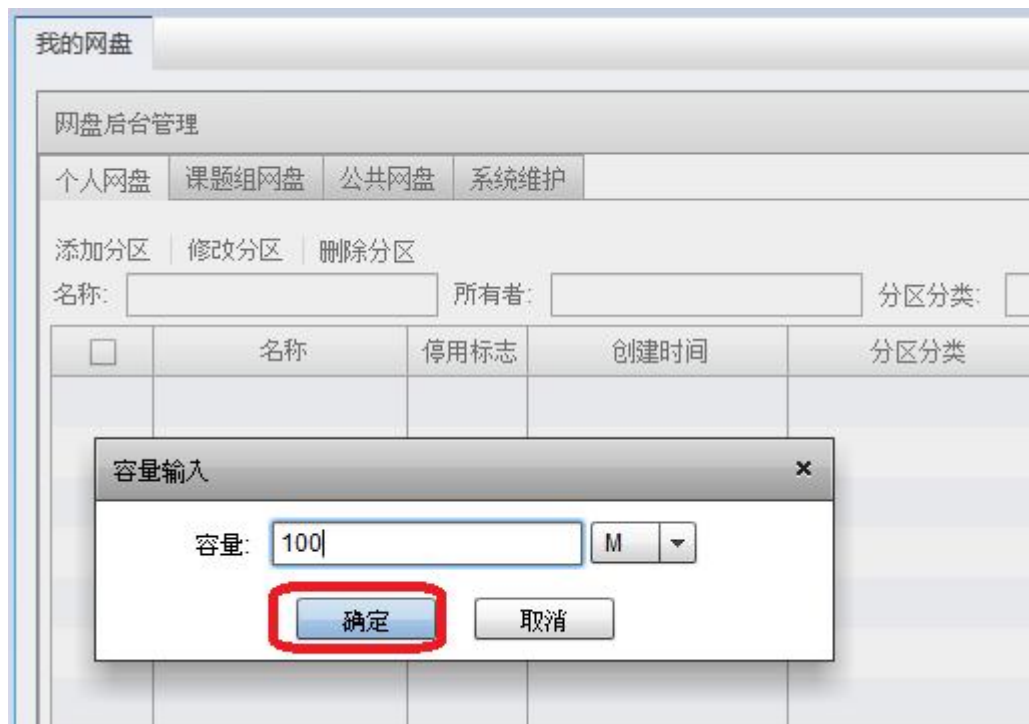 我的网盘
网盘后台管理
个人网盘 课题组网盘 公共网盘 系统维护
添加分区 修改分区 删除分区
名称: 所有者: 分区分类:
名称 停用标志 创建时间 分区分类
容量输入 ×
容量: 100 M
确定 取消